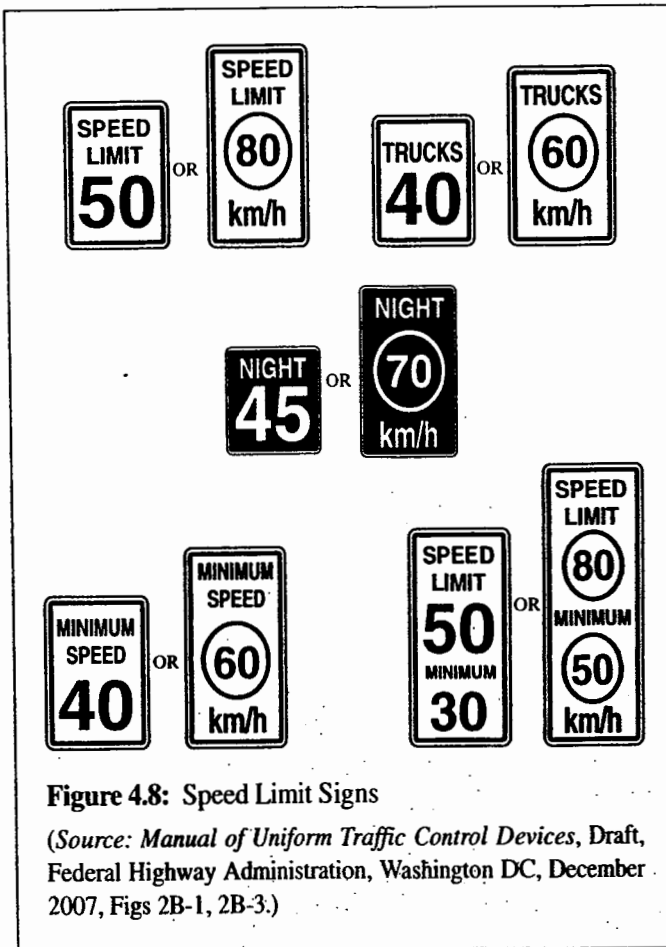 SPEED
LIMIT
50
OR
SPEED
LIMIT
80
km/h
TRUCKS
40
OR
TRUCKS
60
km/h
NIGHT
45
OR
NIGHT
70
km/h
MINIMUM
SPEED
40
OR
MINIMUM
SPEED
60
km/h
SPEED
LIMIT
50
MINIMUM
30
OR
SPEED
LIMIT
80
MINIMUM
50
km/h
Figure 4.8: Speed Limit Signs
(Source: Manual of Uniform Traffic Control Devices, Draft,
Federal Highway Administration, Washington DC, December
2007, Figs 2B-1, 2B-3.)